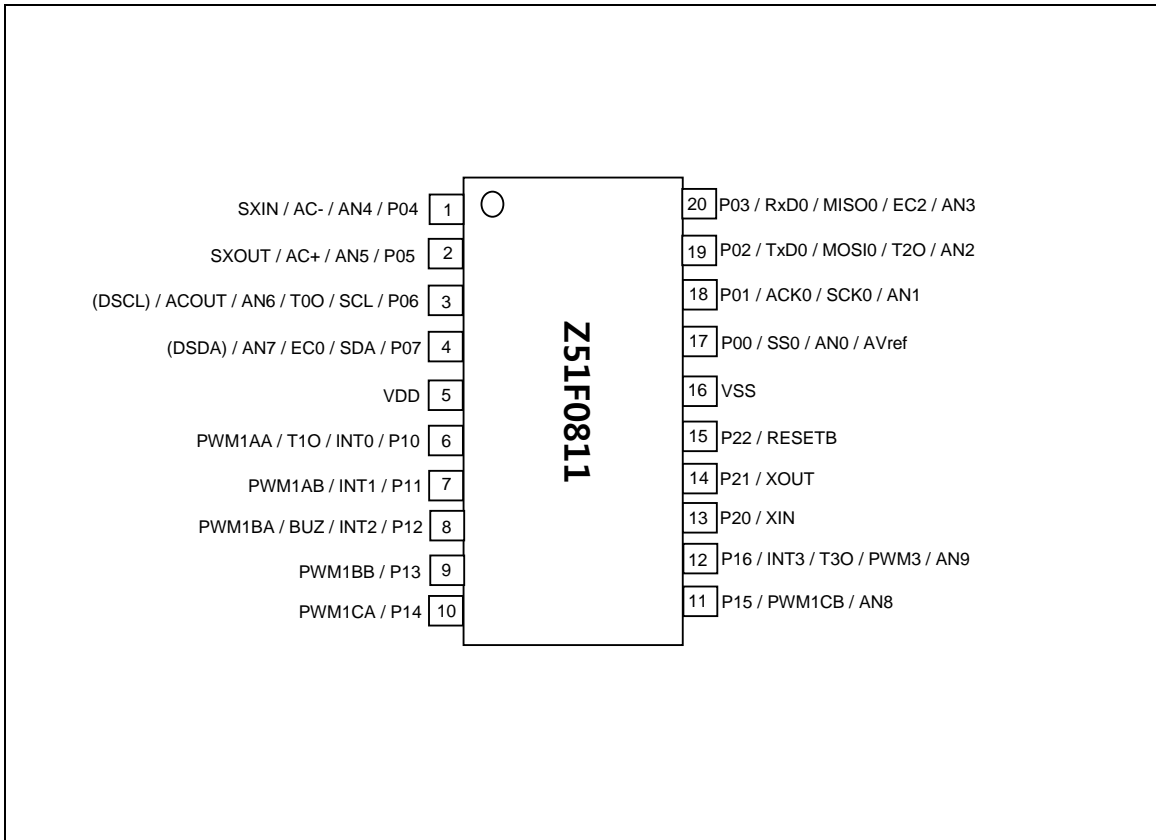 SXIN / AC- / AN4 / P04 1
SXOUT / AC+ / AN5 / P05 2
(DSCL) / ACOUT / AN6 / T0O / SCL / P06 3
(DSDA) / AN7 / EC0 / SDA / P07 4
VDD 5
PWM1AA / T1O / INT0 / P10 6
PWM1AB / INT1 / P11 7
PWM1BA / BUZ / INT2 / P12 8
PWM1BB / P13 9
PWM1CA / P14 10
Z51F0811
20 P03 / RxD0 / MISO0 / EC2 / AN3
19 P02 / TxD0 / MOSI0 / T2O / AN2
18 P01 / ACK0 / SCK0 / AN1
17 P00 / SS0 / AN0 / AVref
16 VSS
15 P22 / RESETB
14 P21 / XOUT
13 P20 / XIN
12 P16 / INT3 / T3O / PWM3 / AN9
11 P15 / PWM1CB / AN8